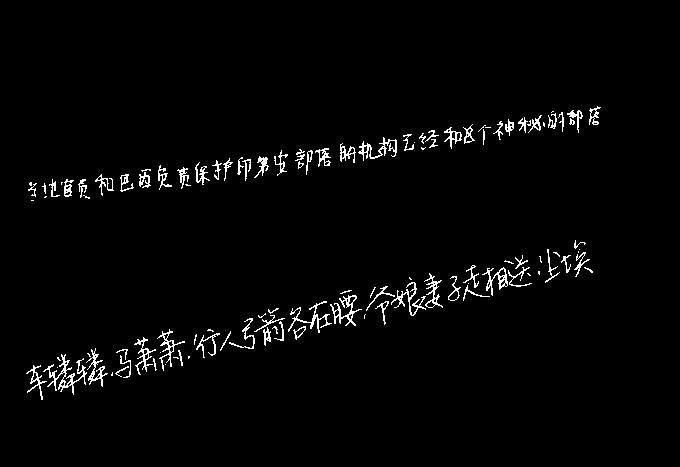 当地官员和巴西负责保护印第安部落的机构已经和这个神秘的部落
车辚辚,马萧萧,行人弓箭各在腰,爷娘妻子走相送,尘埃